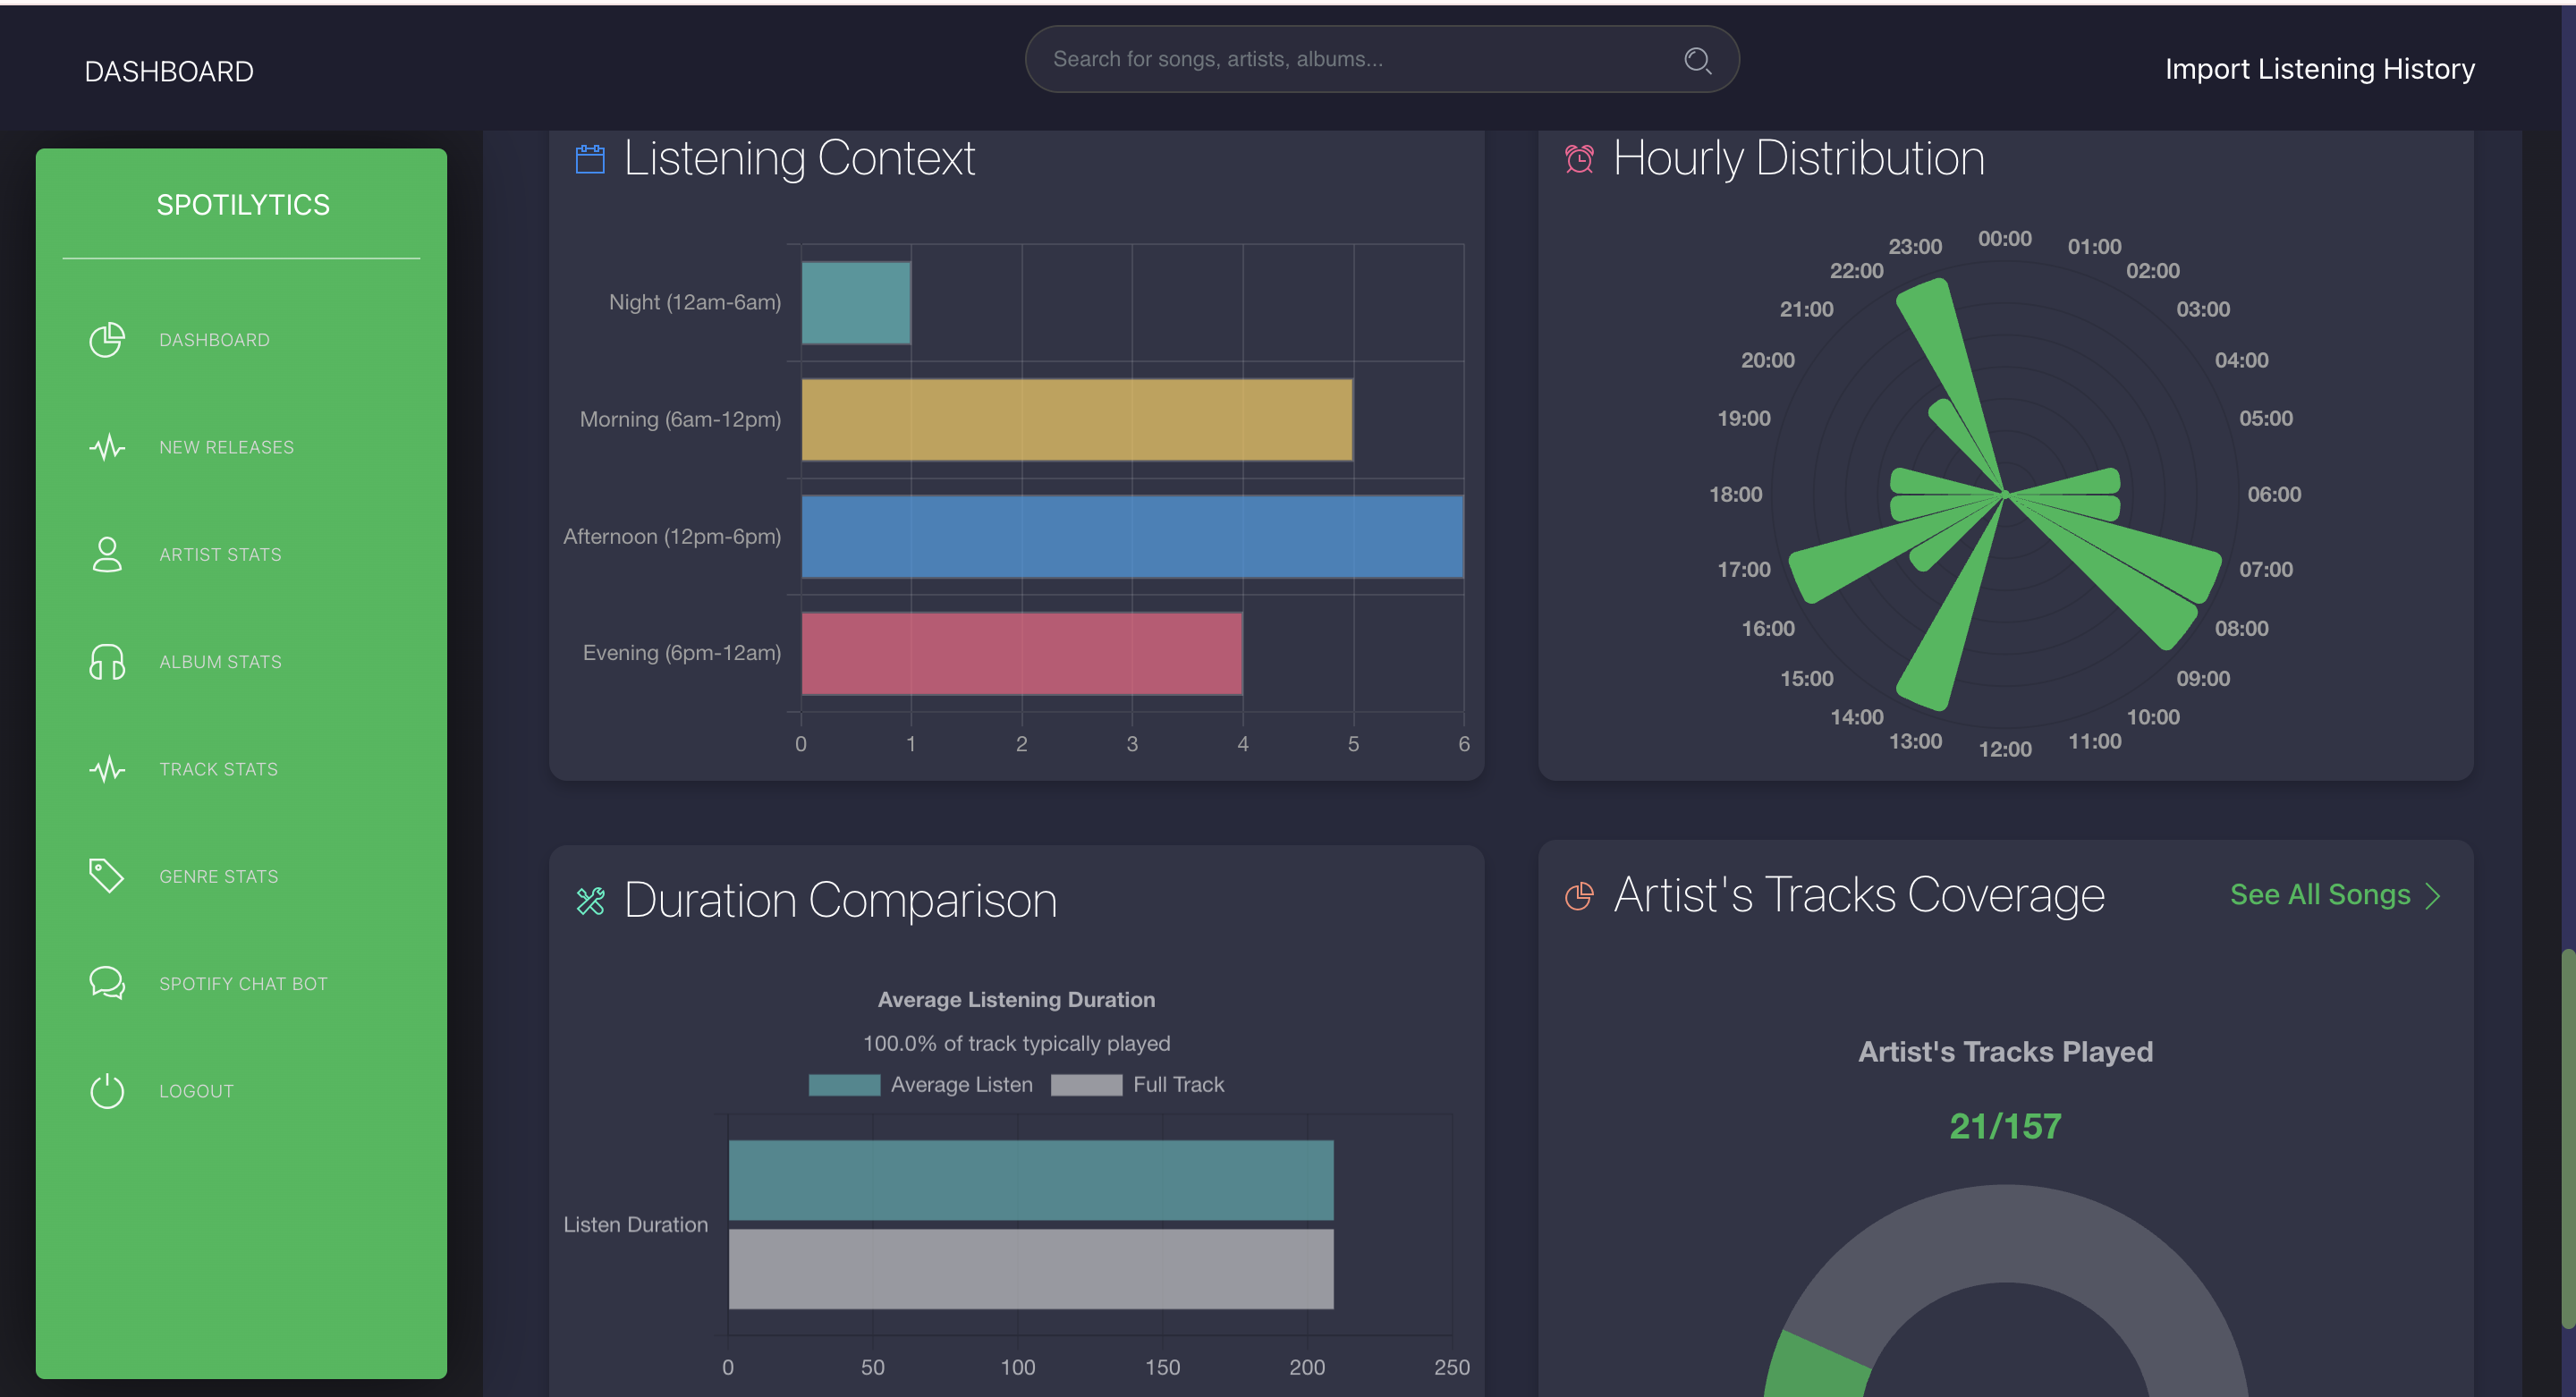 DASHBOARD
Search for songs, artists, albums...
Import Listening History
SPOTILYTICS
DASHBOARD
NEW RELEASES
ARTIST STATS
ALBUM STATS
TRACK STATS
GENRE STATS
SPOTIFY CHAT BOT
LOGOUT
Listening Context
Night (12am-6am)
Morning (6am-12pm)
Afternoon (12pm-6pm)
Evening (6pm-12am)
0 1 2 3 4 5 6
Hourly Distribution
00:00
01:00
02:00
03:00
04:00
05:00
06:00
07:00
08:00
09:00
10:00
11:00
12:00
13:00
14:00
15:00
16:00
17:00
18:00
19:00
20:00
21:00
22:00
23:00
Duration Comparison
Average Listening Duration
100.0% of track typically played
Average Listen Full Track
Listen Duration
0 50 100 150 200 250
Artist's Tracks Coverage
See All Songs
Artist's Tracks Played
21/157